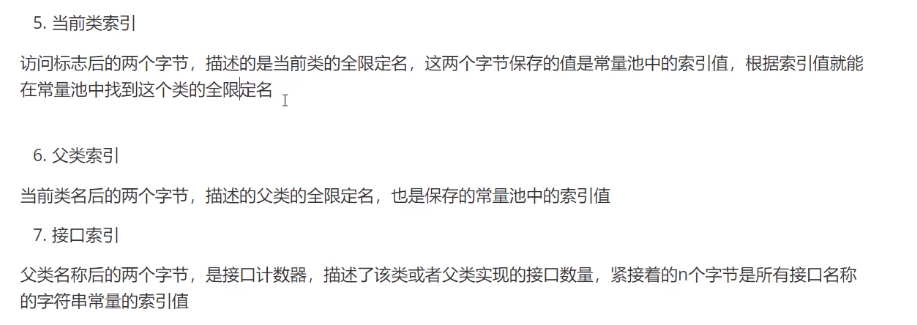 5. 当前类索引
访问标志后的两个字节，描述的是当前类的全限定名，这两个字节保存的值是常量池中的索引值，根据索引值就能
在常量池中找到这个类的全限定名
6. 父类索引
当前类名后的两个字节，描述的父类的全限定名，也是保存的常量池中的索引值
7. 接口索引
父类名称后的两个字节，是接口计数器，描述了该类或者父类实现的接口数量，紧接着的n个字节是所有接口名称
的字符串常量的索引值